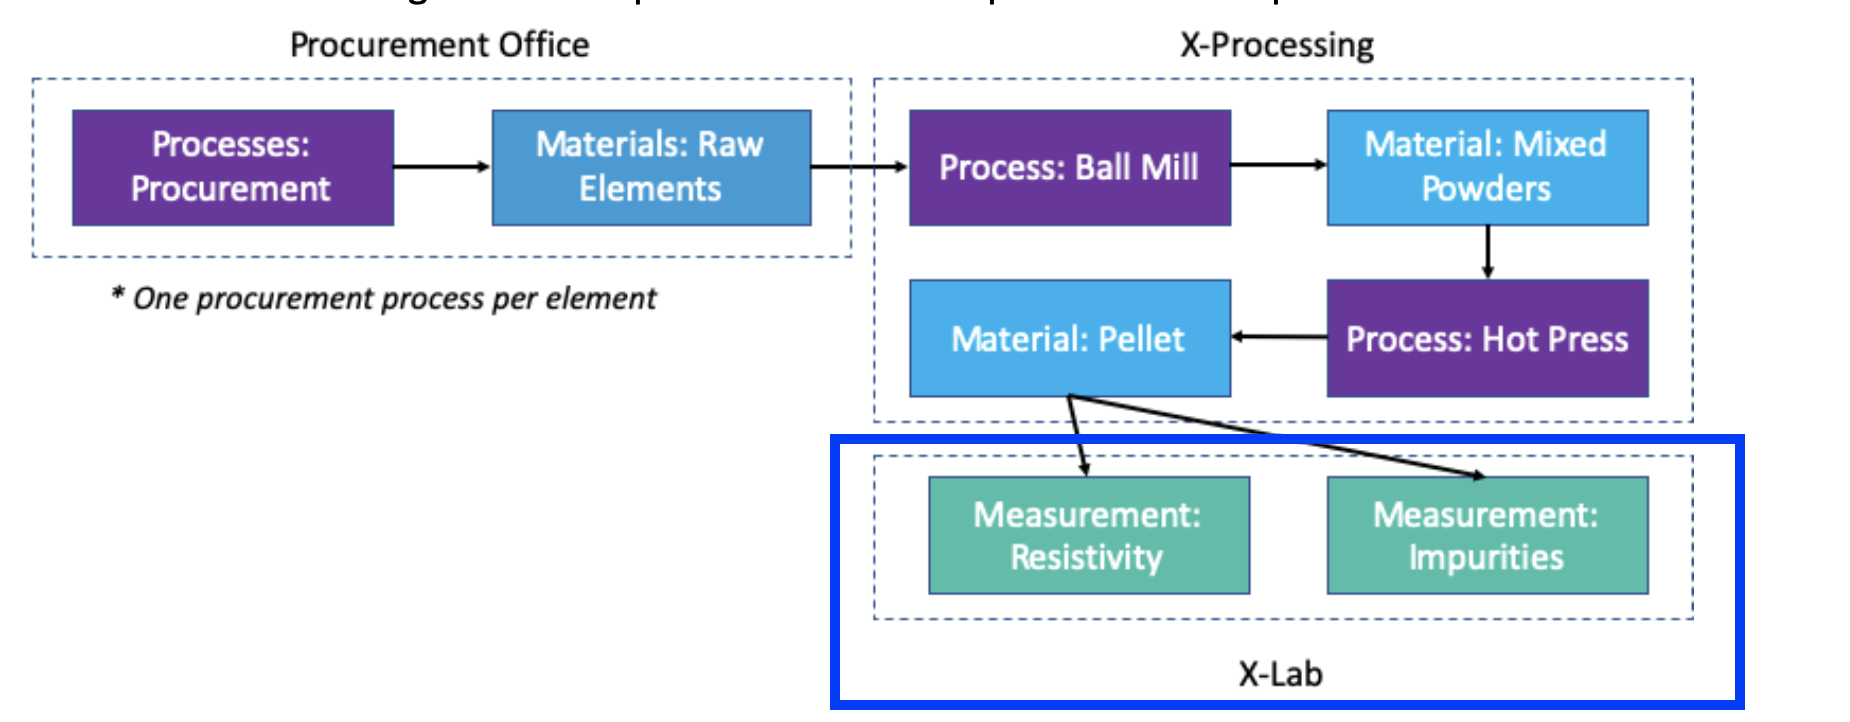 Procurement Office
X-Processing
Processes:
Procurement
Materials: Raw
Elements
Process: Ball Mill
Material: Mixed
Powders
* One procurement process per element
Material: Pellet
Process: Hot Press
Measurement:
Resistivity
Measurement:
Impurities
X-Lab